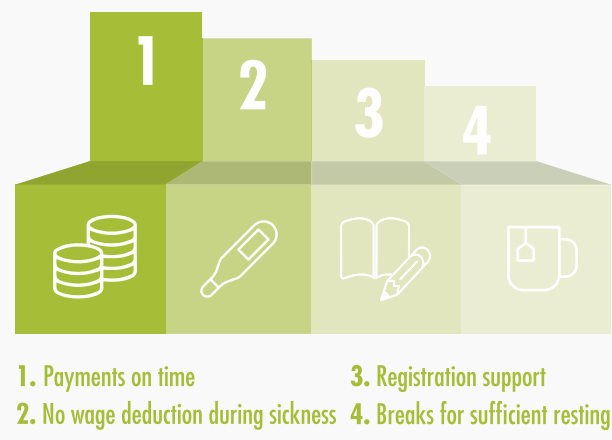 1
2
3
4
1. Payments on time
2. No wage deduction during sickness
3. Registration support
4. Breaks for sufficient resting